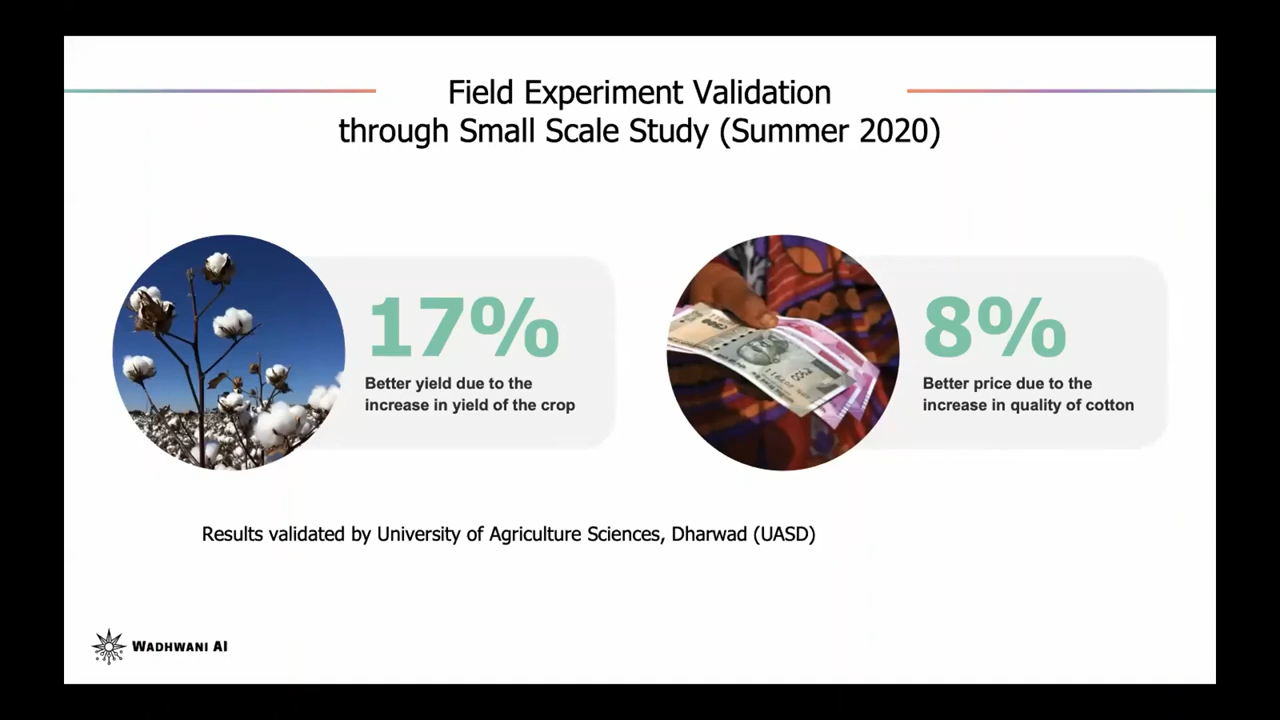 Field Experiment Validation
through Small Scale Study (Summer 2020)
17%
Better yield due to the
increase in yield of the crop
8%
Better price due to the
increase in quality of cotton
Results validated by University of Agriculture Sciences, Dharwad (UASD)
WADHWANI AI